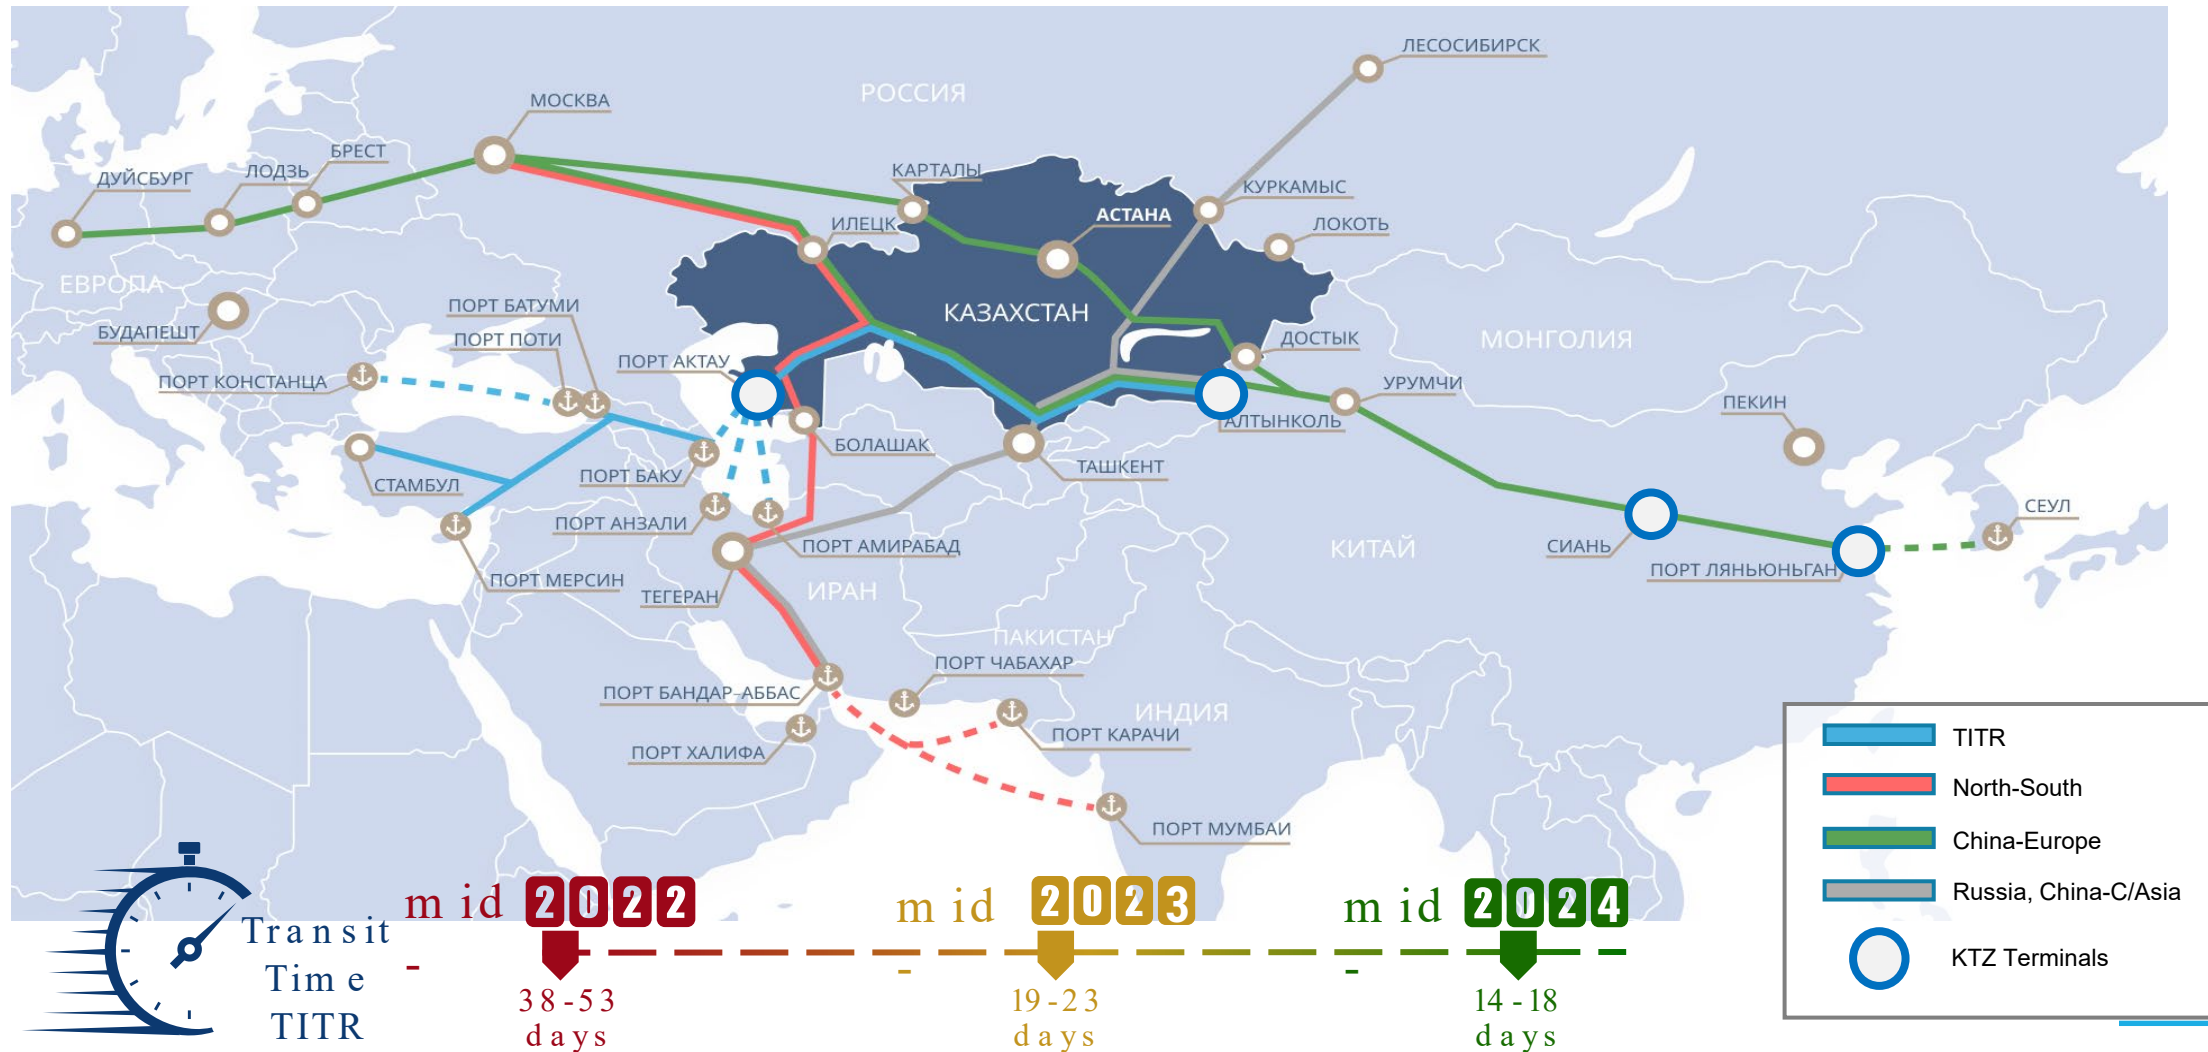 ЛЕСОСИБИРСК
РОССИЯ
МОСКВА
БРЕСТ
ЛОДЗЬ
ДУЙСБУРГ
КАРТАЛЫ
КУРКАМЫС
АСТАНА
ИЛЕЦК
ЛОКОТЬ
ЕВРОПА
ПОРТ БАТУМИ
КАЗАХСТАН
БУДАПЕШТ
ПОРТ ПОТИ
ДОСТЫК
МОНГОЛИЯ
ПОРТ АКТАУ
ПОРТ КОНСТАНЦА
УРУМЧИ
ПЕКИН
АЛТЫНКОЛЬ
БОЛАШАК
ТАШКЕНТ
ПОРТ БАКУ
СТАМБУЛ
СЕУЛ
ПОРТ АНЗАЛИ
ПОРТ АМИРАБАД
КИТАЙ
СИАНЬ
ПОРТ ЛЯНЬЮНЬГАН
ПОРТ МЕРСИН
ТЕГЕРАН
ИРАН
ПАКИСТАН
ПОРТ ЧАБАХАР
ПОРТ БАНДАР-АББАС
ИНДИЯ
ПОРТ КАРАЧИ
ПОРТ ХАЛИФА
ПОРТ МУМБАИ
TITR
North-South
China-Europe
Russia, China-C/Asia
KTZ Terminals
Transit
Time
TITR
mid 2022
-
38-53
days
mid 2023
-
19-23
days
mid 2024
-
14-18
days